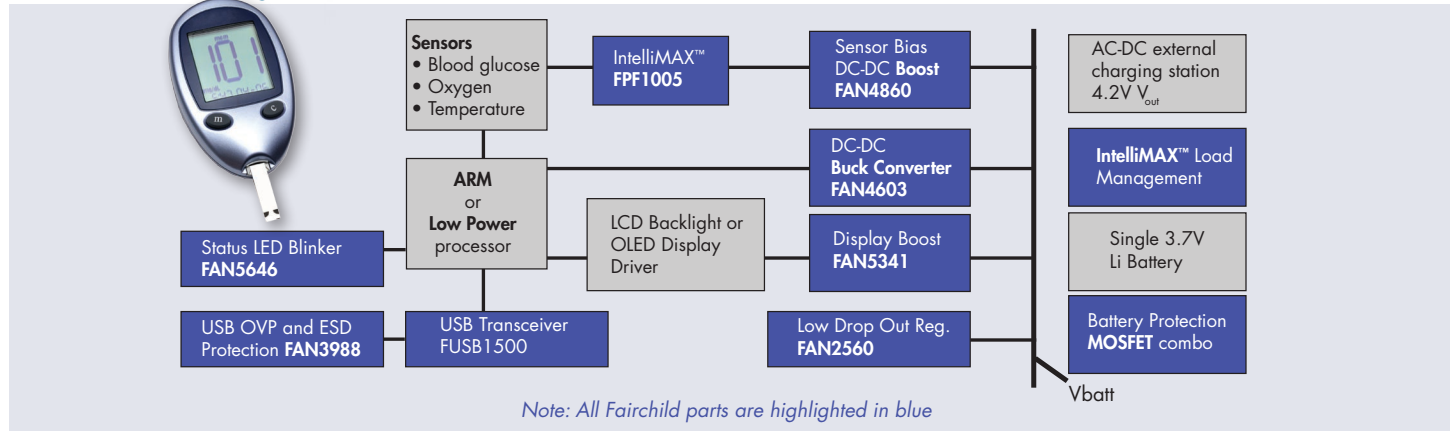 Sensors
• Blood glucose
• Oxygen
• Temperature
IntelliMAX™
FPF1005
Sensor Bias
DC-DC Boost
FAN4860
AC-DC external
charging station
4.2V Vout
101
m
c
ARM
or
Low Power
processor
DC-DC
Buck Converter
FAN4603
IntelliMAX™ Load
Management
Status LED Blinker
FAN5646
LCD Backlight or
OLED Display
Driver
Display Boost
FAN5341
Single 3.7V
Li Battery
USB OVP and ESD
Protection FAN3988
USB Transceiver
FUSB1500
Low Drop Out Reg.
FAN2560
Battery Protection
MOSFET combo
Vbatt
Note: All Fairchild parts are highlighted in blue